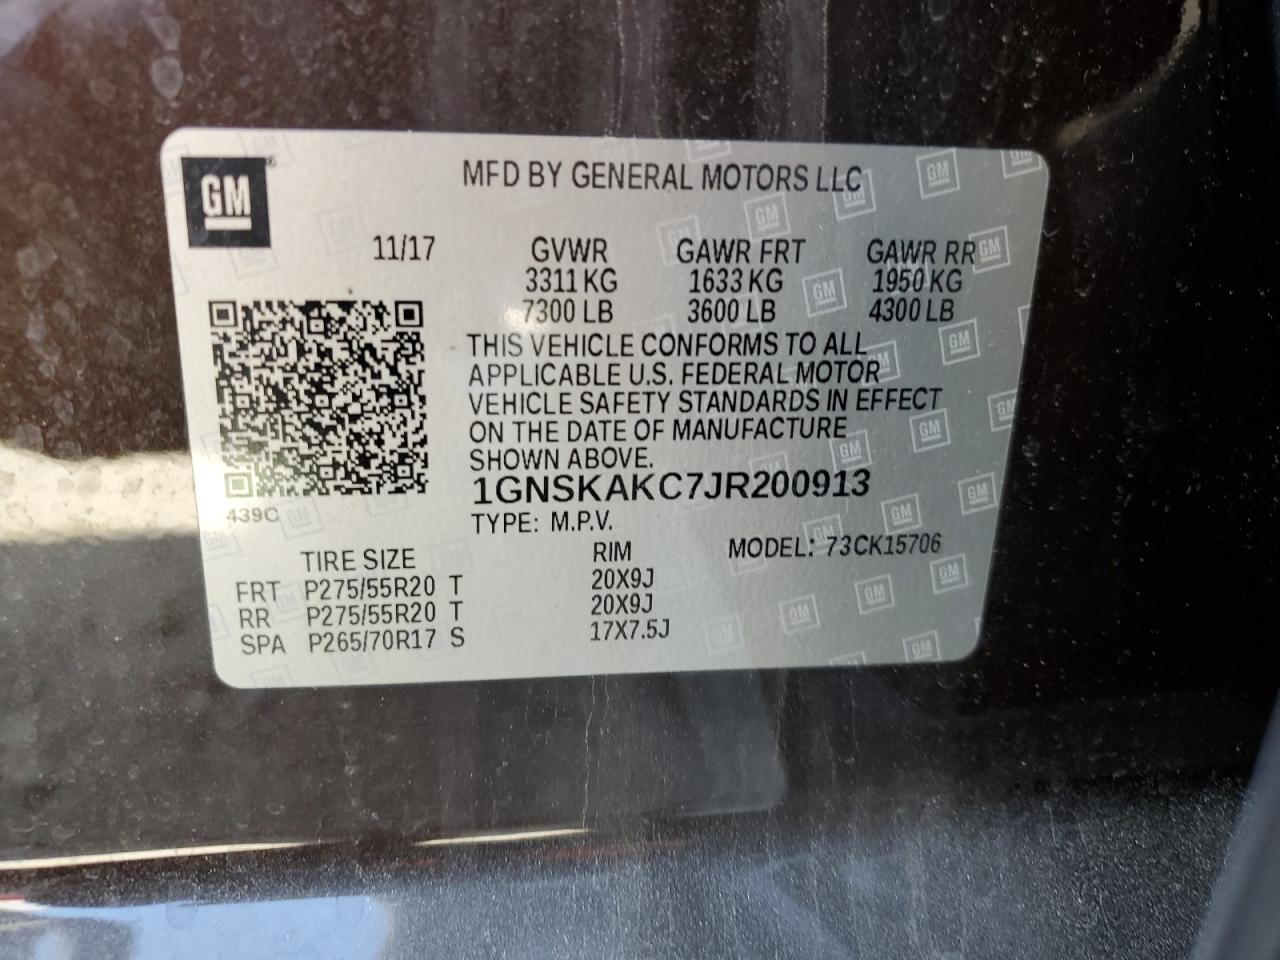 GM
MFD BY GENERAL MOTORS LLC
11/17 GVWR GAWR FRT GAWR RR
3311 KG 1633 KG 1950 KG
7300 LB 3600 LB 4300 LB
THIS VEHICLE CONFORMS TO ALL
APPLICABLE U.S. FEDERAL MOTOR
VEHICLE SAFETY STANDARDS IN EFFECT
ON THE DATE OF MANUFACTURE
SHOWN ABOVE.
1GNSKAKC7JR200913
439C
TYPE: M.P.V.
TIRE SIZE RIM MODEL: 73CK15706
FRT P275/55R20 T 20X9J
RR P275/55R20 T 20X9J
SPA P265/70R17 S 17X7.5J